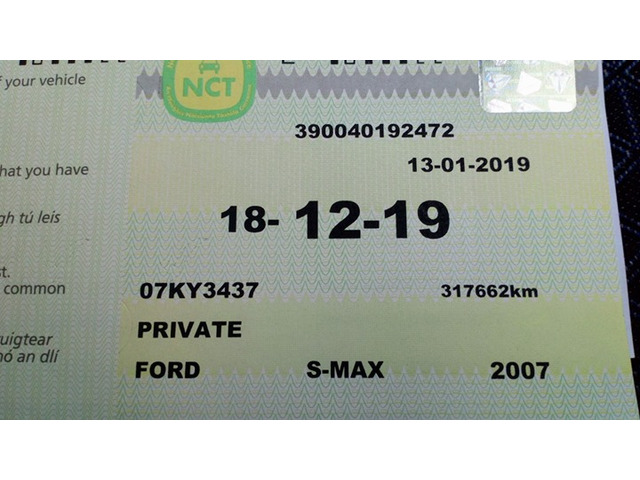 f your vehicle
NCT
390040192472
hat you have
13-01-2019
gh tú leis
18- 12-19
st.
common
07KY3437 317662km
uigtear
PRIVATE
ó an dlí
FORD S-MAX 2007